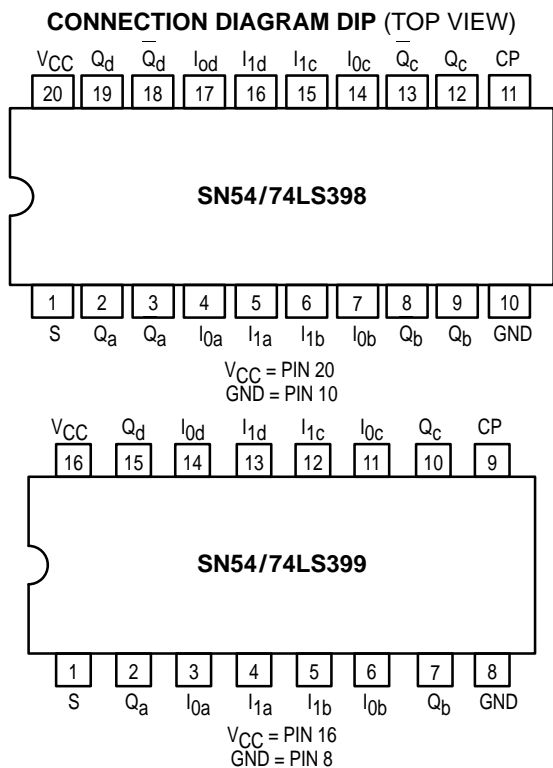 CONNECTION DIAGRAM DIP (TOP VIEW)
VCC Qd Q̅d I0d I1d I1c I0c Q̅c Qc CP
20 19 18 17 16 15 14 13 12 11
SN54/74LS398
1 2 3 4 5 6 7 8 9 10
S Qa Q̅a I0a I1a I1b I0b Q̅b Qb GND
VCC = PIN 20
GND = PIN 10
VCC Qd I0d I1d I1c I0c Qc CP
16 15 14 13 12 11 10 9
SN54/74LS399
1 2 3 4 5 6 7 8
S Qa I0a I1a I1b I0b Qb GND
VCC = PIN 16
GND = PIN 8